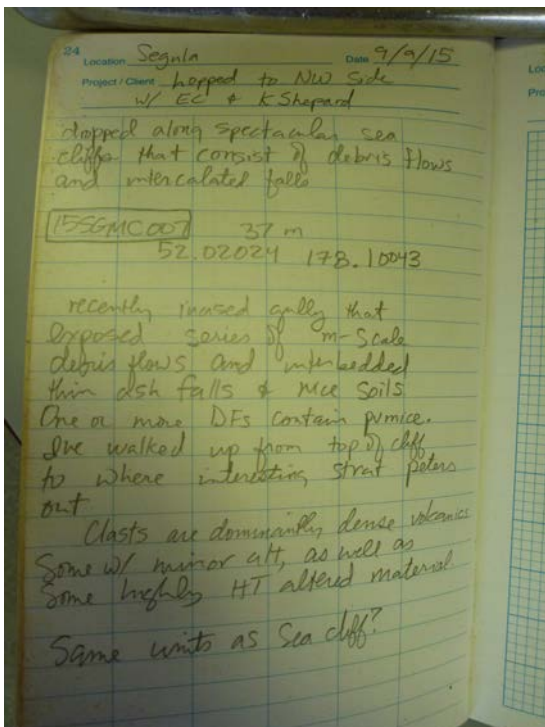 24
Location Segula Date 9/9/15
Project / Client hopped to NW Side
w/ EC & K Shepard
dropped along spectacular sea
cliffs that consist of debris flows
and intercalated falls
15SGMC007 37 m
52.02024 178.10043
recently incised gully that
exposed series of m-scale
debris flows and interbedded
thin ash falls & nice soils
One or more DFs contain pumice.
I've walked up from top of cliff
to where interesting strat peters
out
Clasts are dominantly dense volcanics
Some w/ minor alt, as well as
Some highly HT altered material
Same units as Sea cliff?
Loc
Pro